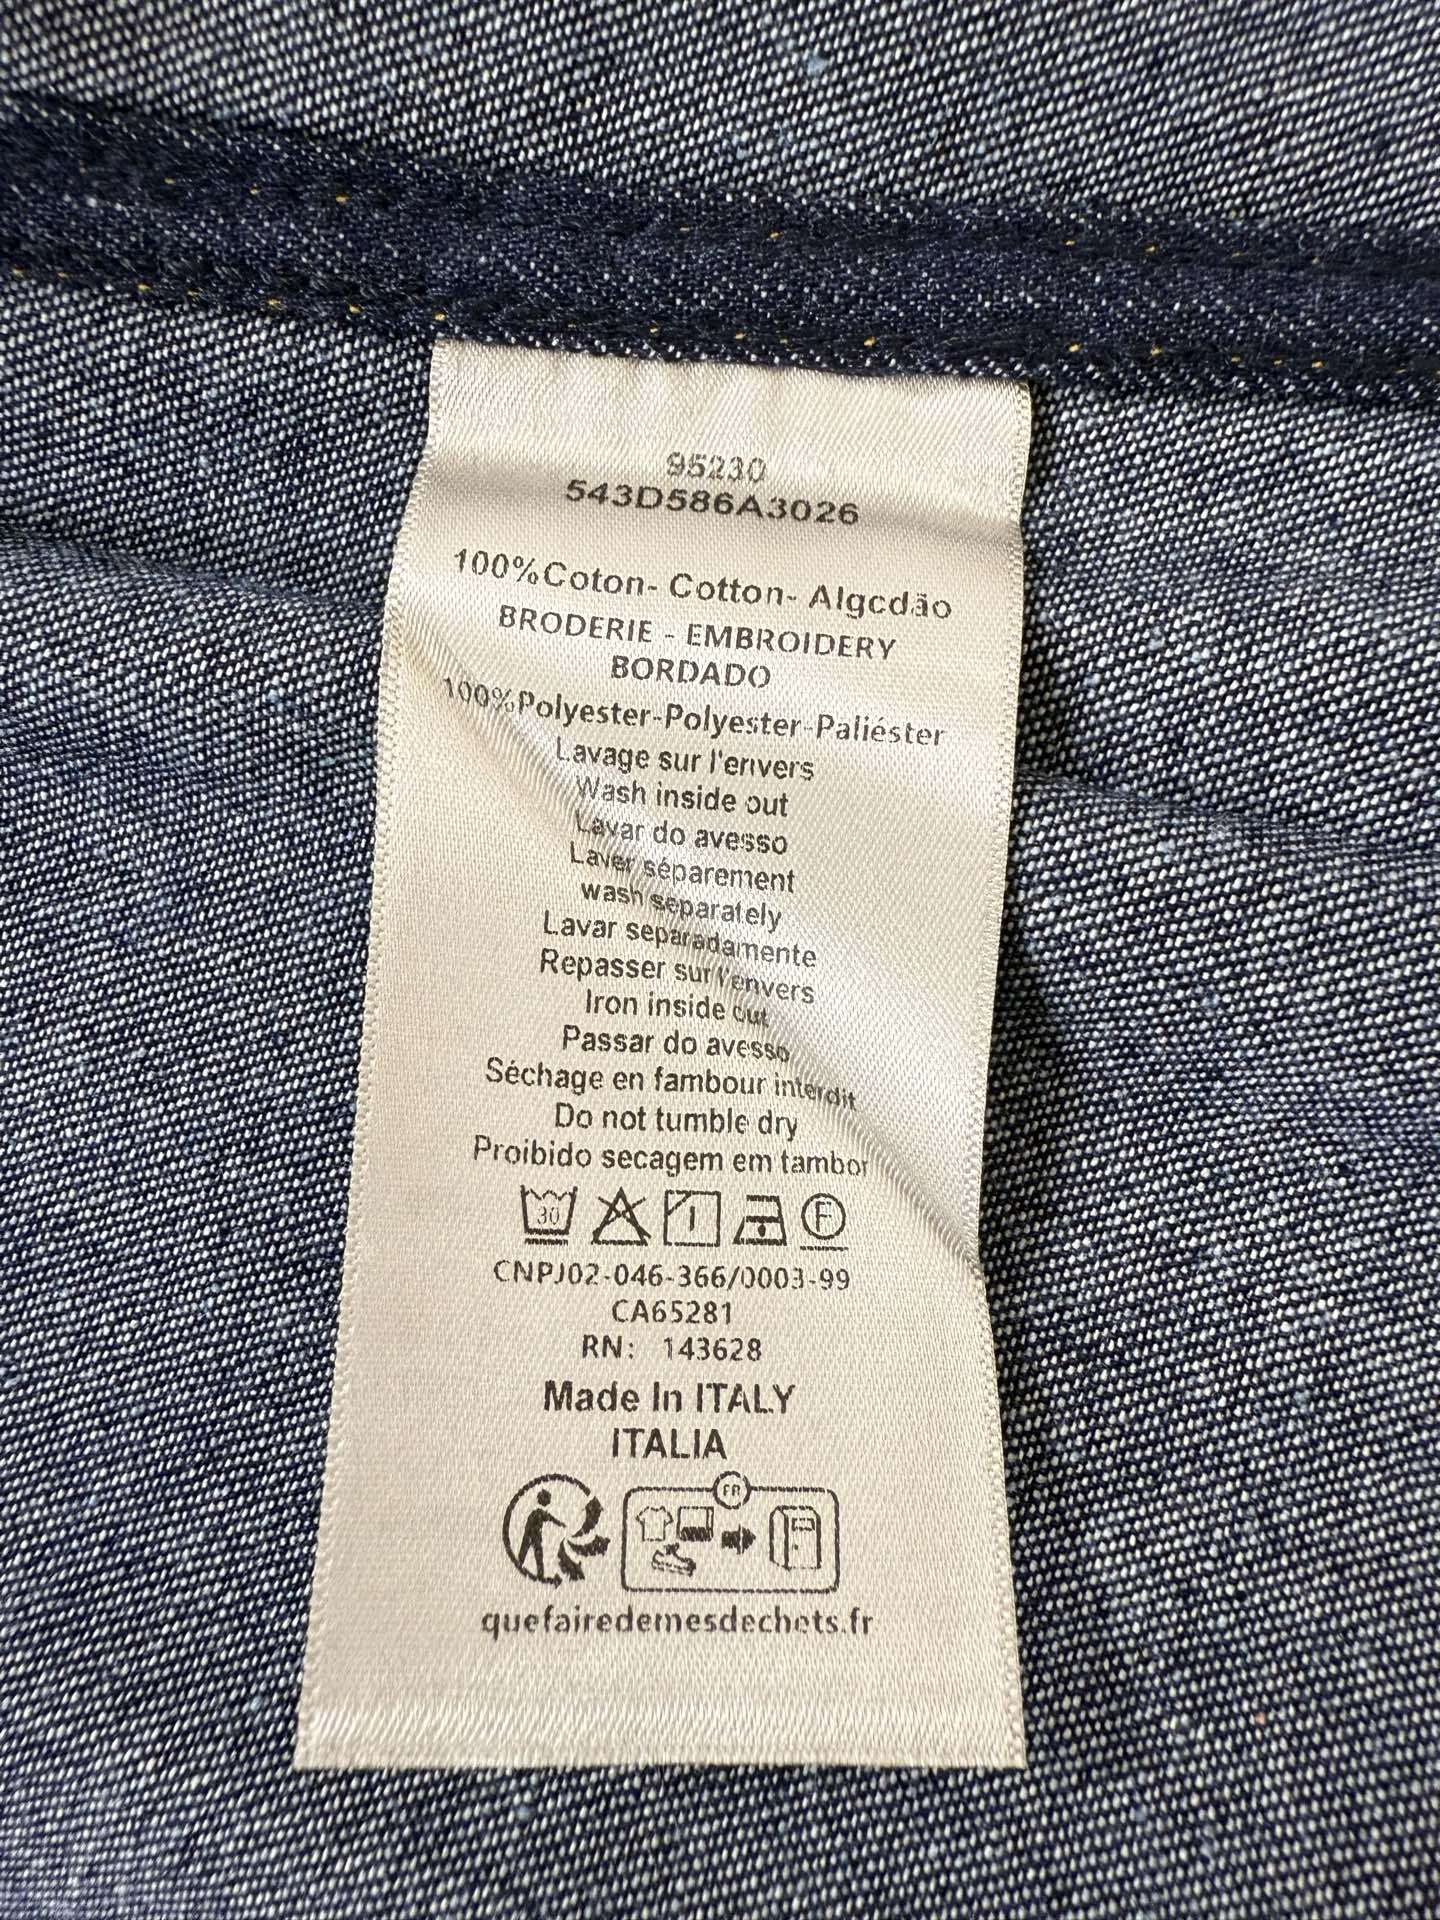 95230
543D586A3026
100%Coton- Cotton- Algcdão
BRODERIE - EMBROIDERY
BORDADO
100%Polyester-Polyester-Paliéster
Lavage sur l'envers
Wash inside out
Lavar do avesso
Laver séparement
wash separately
Lavar separadamente
Repasser sur l'envers
Iron inside out
Passar do avesso
Séchage en fambour interdit
Do not tumble dry
Proibido secagem em tambor
30 F
CNPJ02-046-366/0003-99
CA65281
RN: 143628
Made In ITALY
ITALIA
FR
quefairedemesdechets.fr